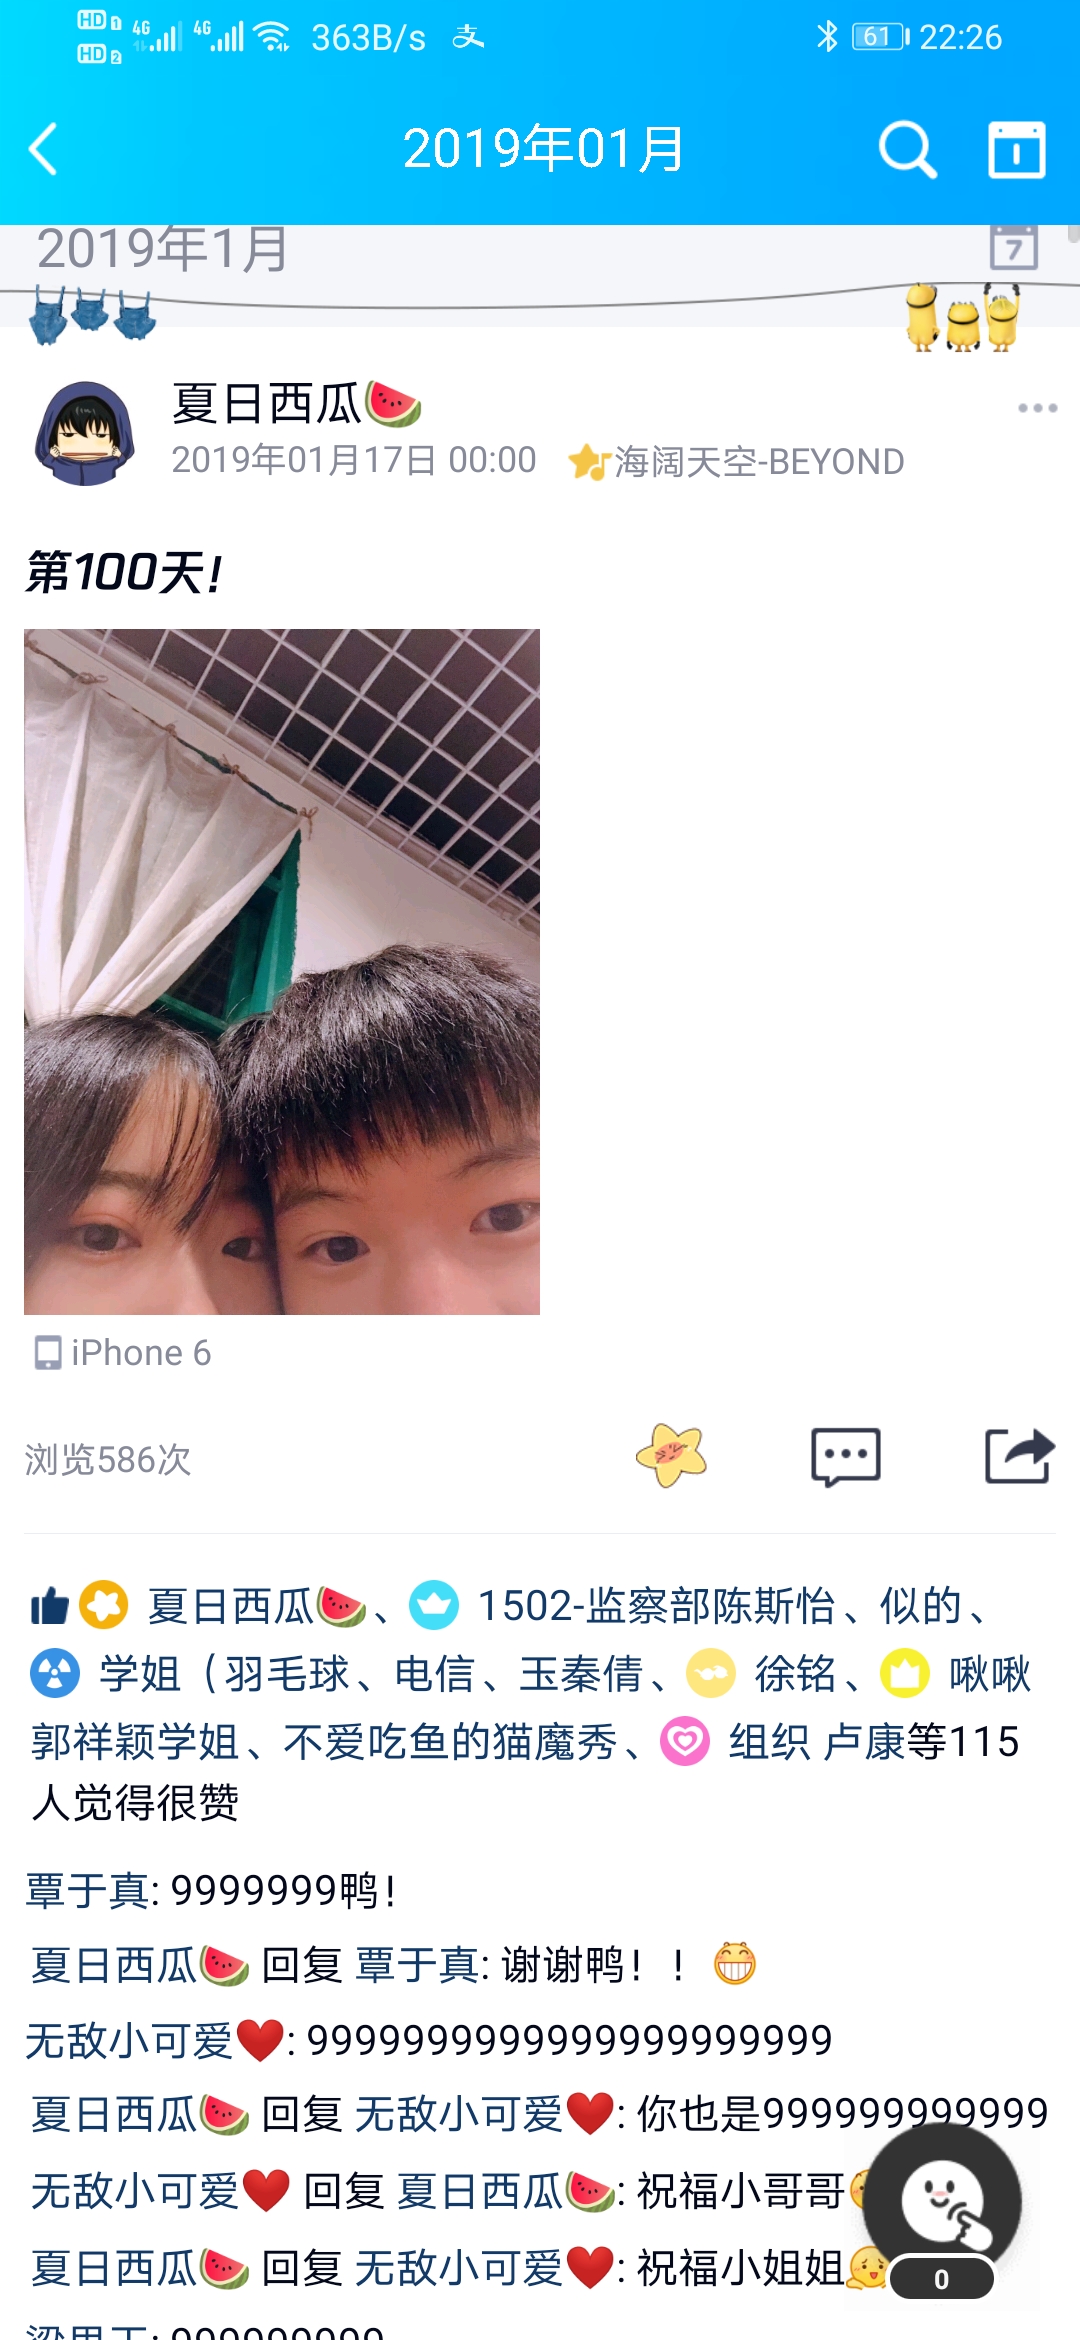 HD 1 4G 4G 363B/s 支 61 22:26
HD 2
2019年01月
2019年1月 7
夏日西瓜🍉
2019年01月17日 00:00 海阔天空-BEYOND
第100天!
iPhone 6
浏览586次
夏日西瓜🍉、 1502-监察部陈斯怡、似的、
学姐（羽毛球、电信、玉秦倩、 徐铭、 啾啾
郭祥颖学姐、不爱吃鱼的猫魔秀、 组织 卢康等115
人觉得很赞
覃于真: 9999999鸭!
夏日西瓜🍉 回复 覃于真: 谢谢鸭！！😁
无敌小可爱❤️: 9999999999999999999999
夏日西瓜🍉 回复 无敌小可爱❤️: 你也是999999999999
无敌小可爱❤️ 回复 夏日西瓜🍉: 祝福小哥哥
夏日西瓜🍉 回复 无敌小可爱❤️: 祝福小姐姐🤗
0